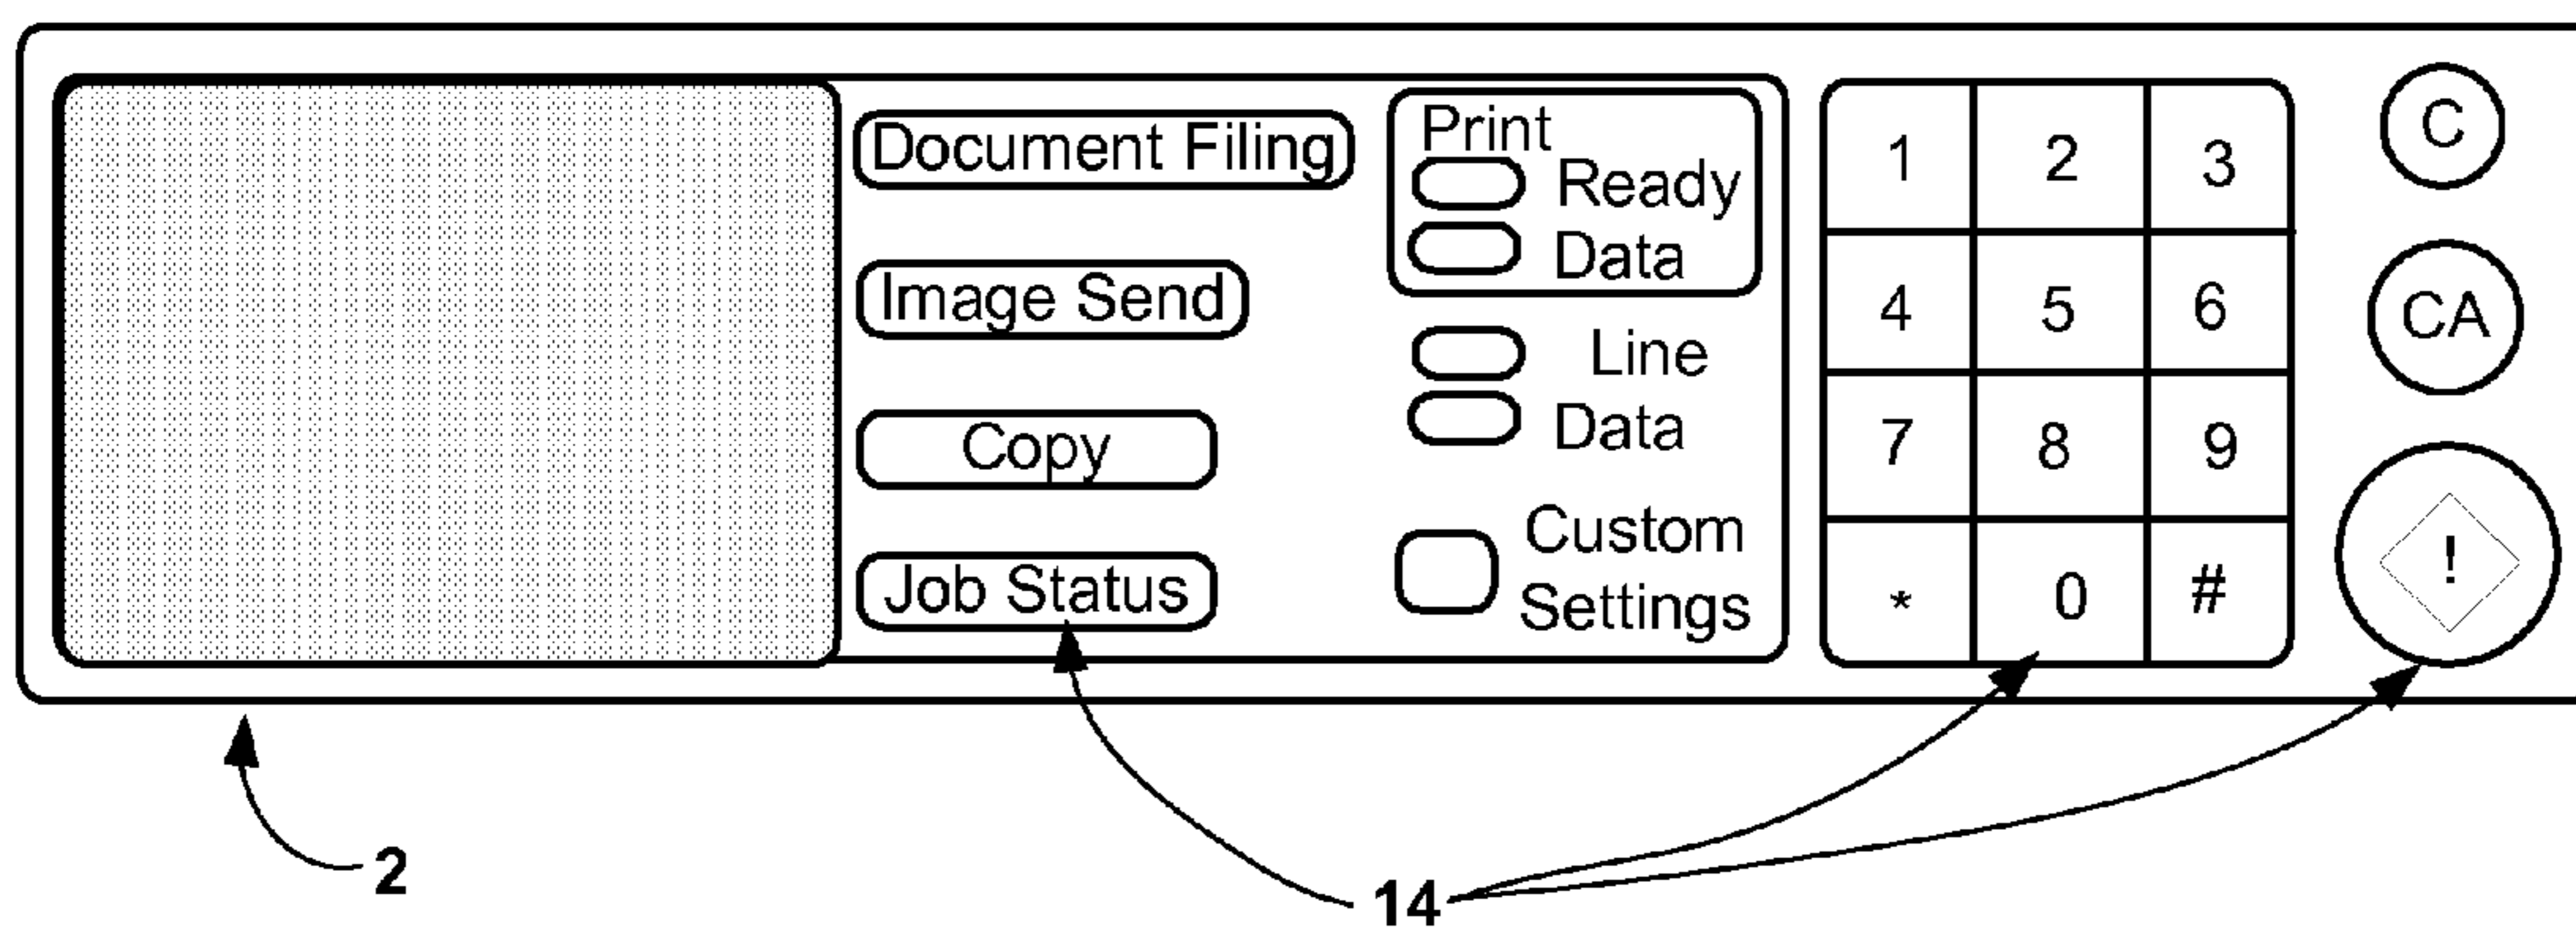 Document Filing
Image Send
Copy
Job Status
Print
Ready
Data
Line
Data
Custom
Settings
1 2 3
4 5 6
7 8 9
* 0 #
C
CA
!
2
14